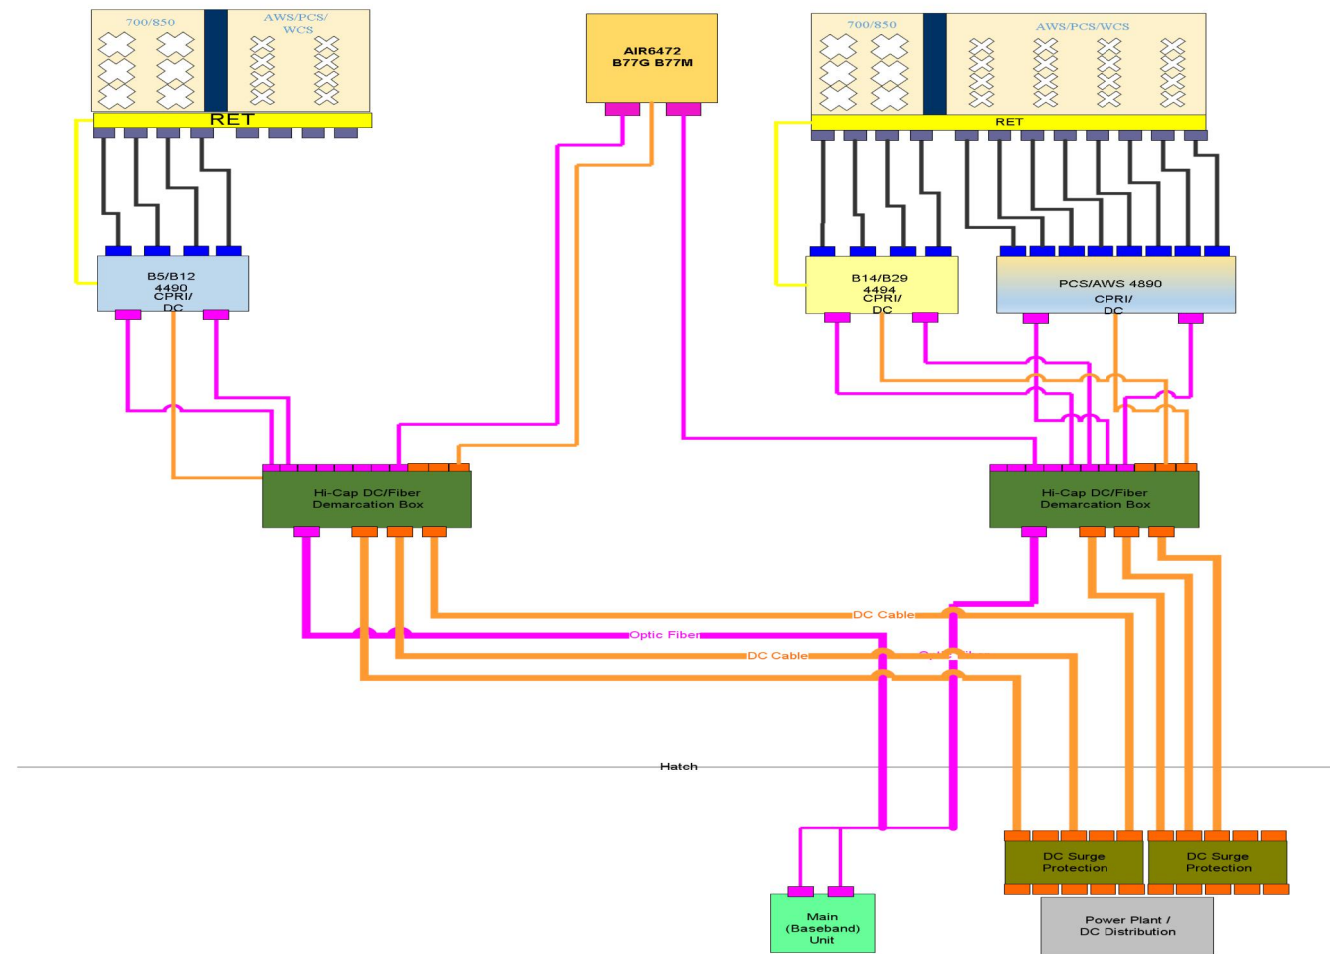 700/850
AWS/PCS/
WCS
RET
AIR6472
B77G B77M
700/850
AWS/PCS/WCS
RET
B5/B12
4490
CPRI/
DC
B14/B29
4494
CPRI/
DC
PCS/AWS 4890
CPRI/
DC
Hi-Cap DC/Fiber
Demarcation Box
Hi-Cap DC/Fiber
Demarcation Box
DC Cable
Optic Fiber
DC Cable
Hatch
DC Surge
Protection
DC Surge
Protection
Main
(Baseband)
Unit
Power Plant /
DC Distribution